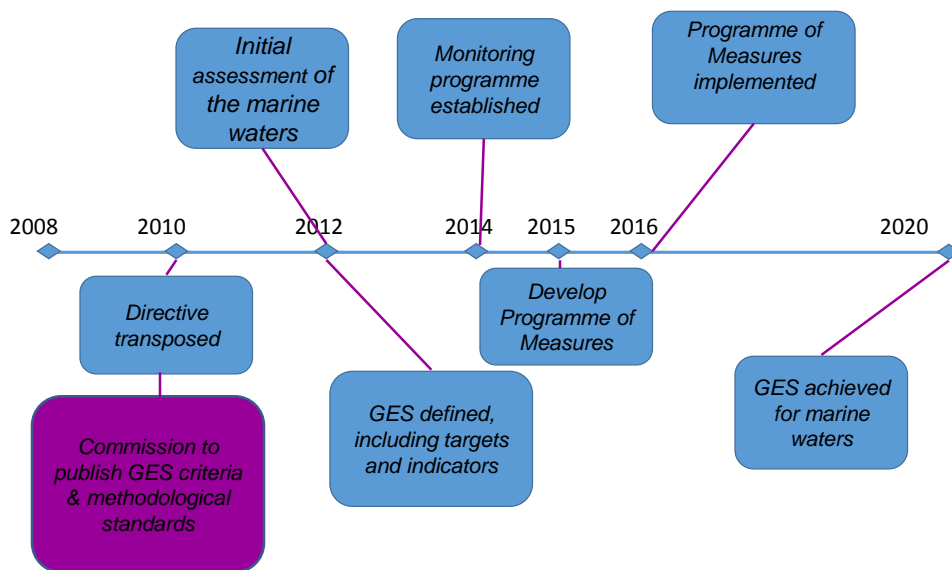 Initial
assessment of
the marine
waters
Monitoring
programme
established
Programme of
Measures
implemented
2008
2010
2012
2014
2015
2016
2020
Directive
transposed
Develop
Programme of
Measures
Commission to
publish GES criteria
& methodological
standards
GES defined,
including targets
and indicators
GES achieved
for marine
waters